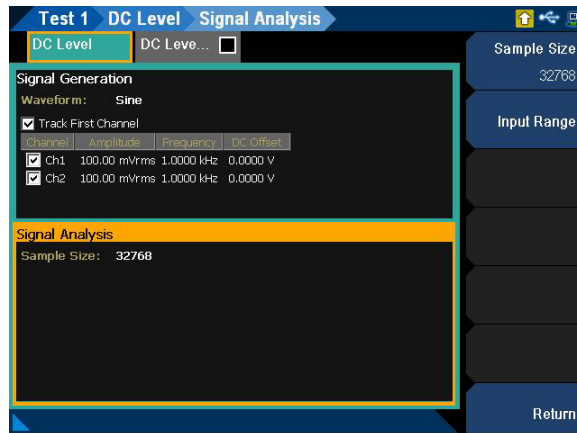 Test 1 DC Level Signal Analysis
DC Level DC Leve...
Sample Size
32768
Signal Generation
Waveform: Sine
Track First Channel
Input Range
Channel Amplitude Frequency DC Offset
Ch1 100.00 mVrms 1.0000 kHz 0.0000 V
Ch2 100.00 mVrms 1.0000 kHz 0.0000 V
Signal Analysis
Sample Size: 32768
Return